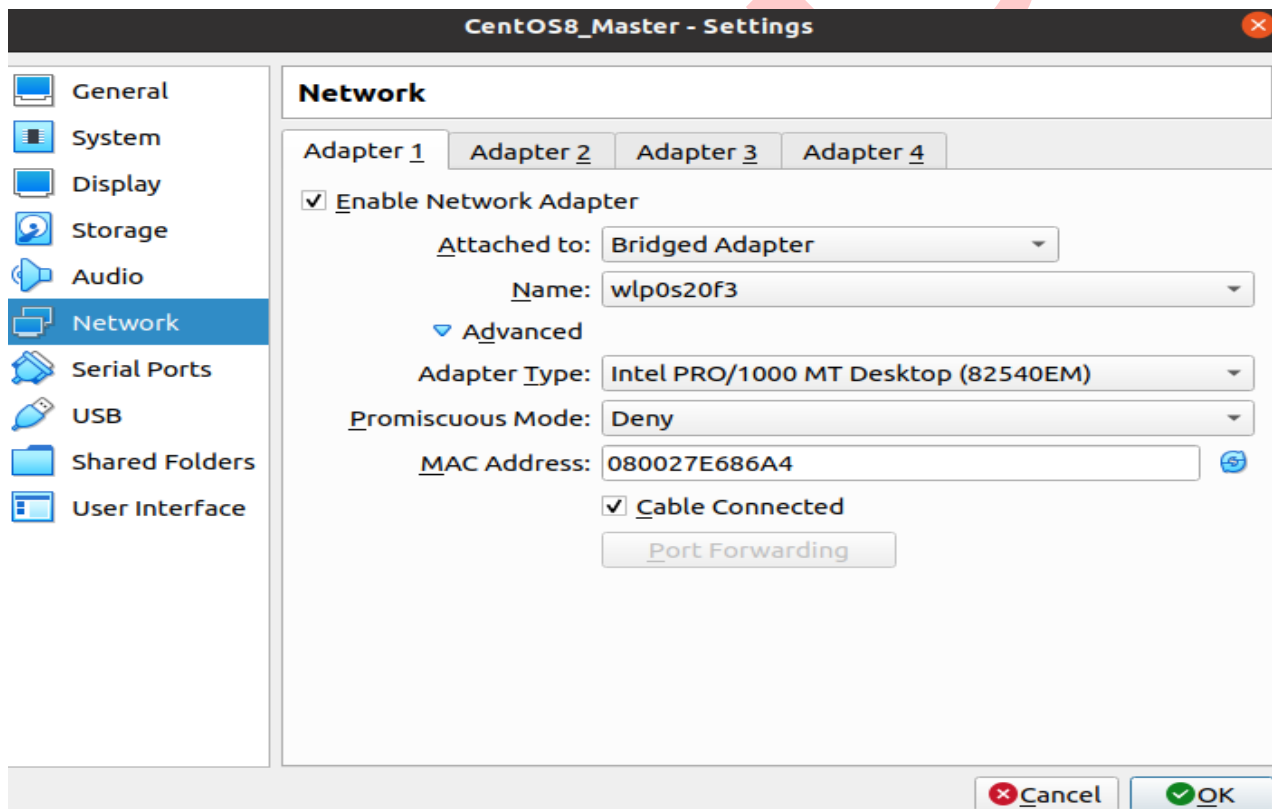 CentOS8_Master - Settings
General
System
Display
Storage
Audio
Network
Serial Ports
USB
Shared Folders
User Interface
Network
Adapter 1 Adapter 2 Adapter 3 Adapter 4
Enable Network Adapter
Attached to: Bridged Adapter
Name: wlp0s20f3
Advanced
Adapter Type: Intel PRO/1000 MT Desktop (82540EM)
Promiscuous Mode: Deny
MAC Address: 080027E686A4
Cable Connected
Port Forwarding
Cancel OK